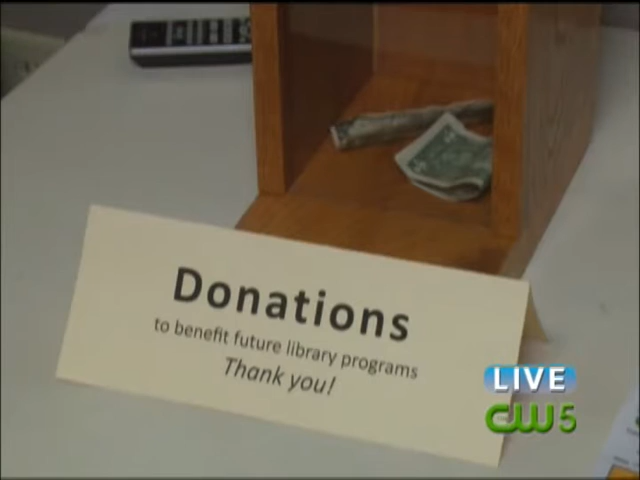 Donations
to benefit future library programs
Thank you!
LIVE
CW5